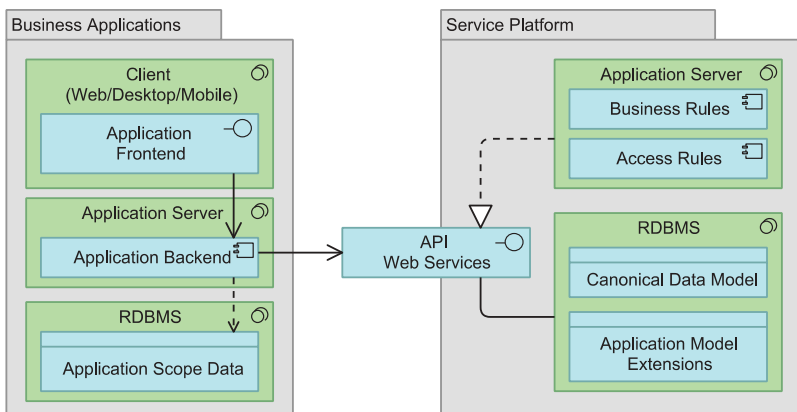 Business Applications
Client
(Web/Desktop/Mobile)
Application
Frontend
Application Server
Application Backend
RDBMS
Application Scope Data
API
Web Services
Service Platform
Application Server
Business Rules
Access Rules
RDBMS
Canonical Data Model
Application Model
Extensions